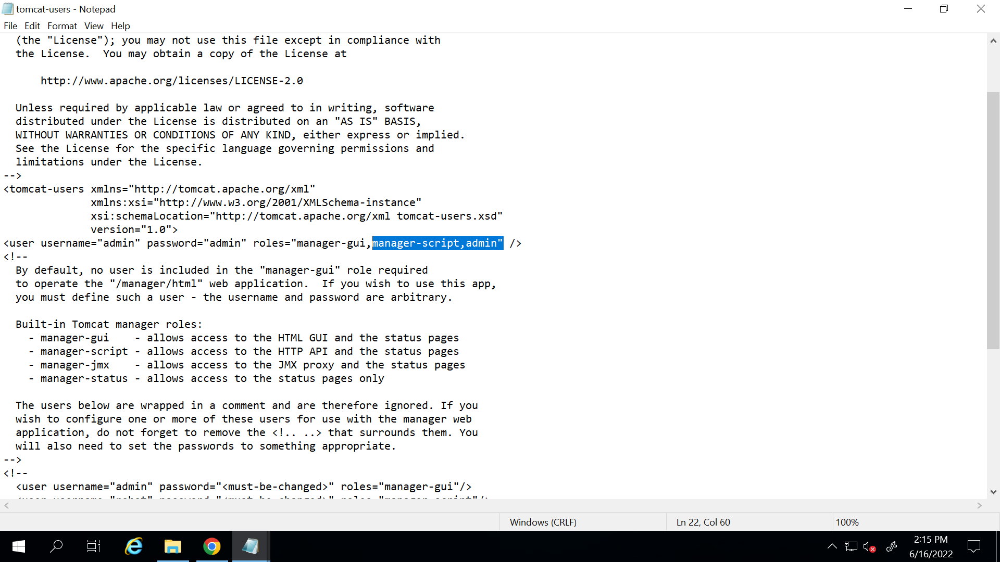 tomcat-users - Notepad
File Edit Format View Help
(the "License"); you may not use this file except in compliance with
the License.  You may obtain a copy of the License at
http://www.apache.org/licenses/LICENSE-2.0
Unless required by applicable law or agreed to in writing, software
distributed under the License is distributed on an "AS IS" BASIS,
WITHOUT WARRANTIES OR CONDITIONS OF ANY KIND, either express or implied.
See the License for the specific language governing permissions and
limitations under the License.
-->
<tomcat-users xmlns="http://tomcat.apache.org/xml"
xmlns:xsi="http://www.w3.org/2001/XMLSchema-instance"
xsi:schemaLocation="http://tomcat.apache.org/xml tomcat-users.xsd"
version="1.0">
<user username="admin" password="admin" roles="manager-gui,manager-script,admin" />
<!--
By default, no user is included in the "manager-gui" role required
to operate the "/manager/html" web application.  If you wish to use this app,
you must define such a user - the username and password are arbitrary.
Built-in Tomcat manager roles:
- manager-gui    - allows access to the HTML GUI and the status pages
- manager-script - allows access to the HTTP API and the status pages
- manager-jmx    - allows access to the JMX proxy and the status pages
- manager-status - allows access to the status pages only
The users below are wrapped in a comment and are therefore ignored. If you
wish to configure one or more of these users for use with the manager web
application, do not forget to remove the <!.. ..> that surrounds them. You
will also need to set the passwords to something appropriate.
-->
<!--
<user username="admin" password="<must-be-changed>" roles="manager-gui"/>
<user username="robot" password="<must-be-changed>" roles="manager-script"/>
Windows (CRLF)
Ln 22, Col 60
100%
2:15 PM
6/16/2022